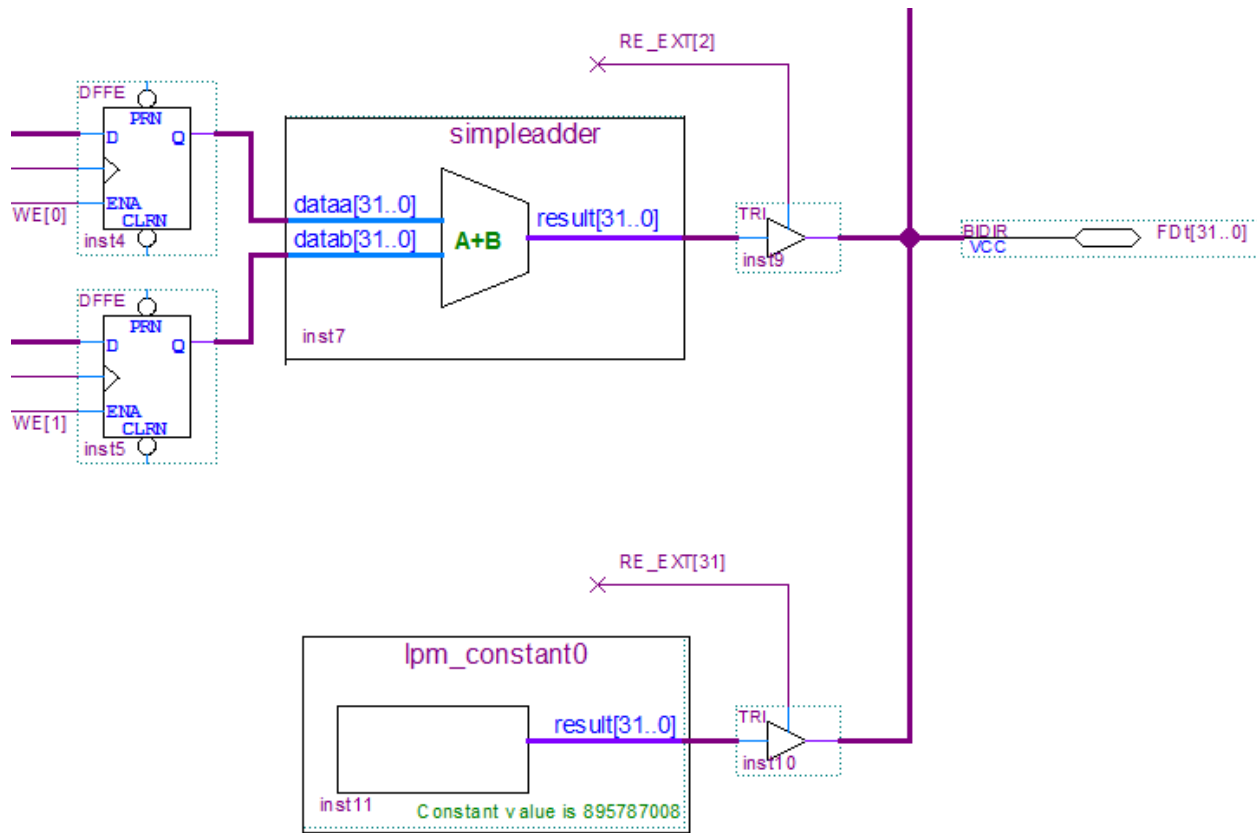 RE_EXT[2]
DFFE
PRN
D
Q
ENA
CLRN
WE[0]
inst4
simpleadder
dataa[31..0]
datab[31..0]
A+B
result[31..0]
inst7
TRI
inst9
BIDIR
VCC
FDt[31..0]
DFFE
PRN
D
Q
ENA
CLRN
WE[1]
inst5
RE_EXT[31]
lpm_constant0
result[31..0]
inst11
Constant value is 895787008
TRI
inst10